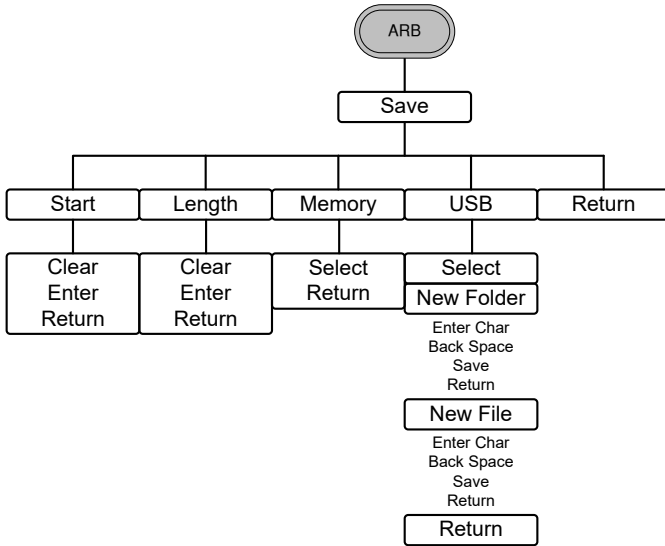 ARB
Save
Start
Length
Memory
USB
Return
Clear
Enter
Return
Clear
Enter
Return
Select
Return
Select
New Folder
Enter Char
Back Space
Save
Return
New File
Enter Char
Back Space
Save
Return
Return